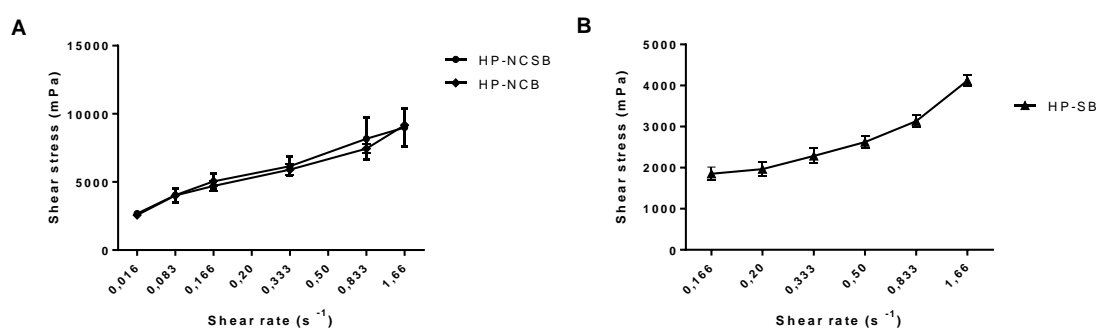 A
Shear stress (mPa)
15000
10000
5000
0
0,016
0,083
0,166
0,20
0,333
0,50
0,833
1,66
Shear rate (s -1)
HP-NCSB
HP-NCB
B
Shear stress (mPa)
5000
4000
3000
2000
1000
0
0,166
0,20
0,333
0,50
0,833
1,66
Shear rate (s -1)
HP-SB